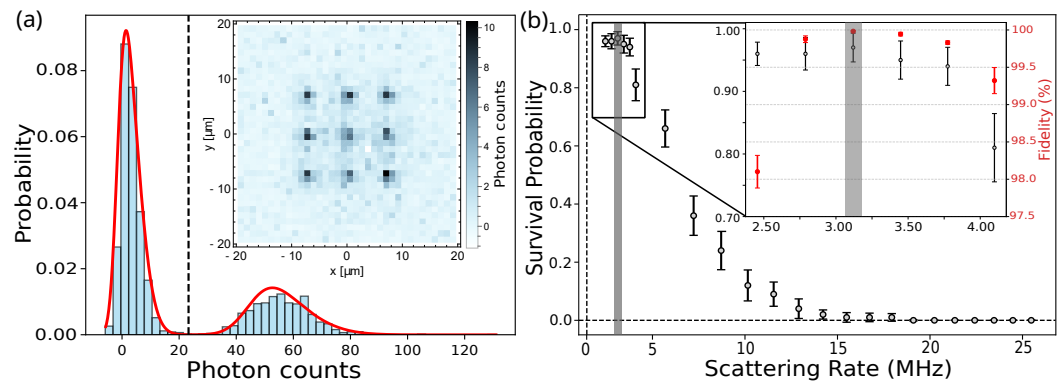 (a)
Probability
0.08
0.06
0.04
0.02
0.00
0 20 40 60 80 100 120
Photon counts
20
10
0
- 10
- 20
y [μm]
- 20 - 10 0 10 20
x [μm]
10
8
6
4
2
0
Photon counts
(b)
Survival Probability
1.0
0.8
0.6
0.4
0.2
0.0
0 5 10 15 20 25
Scattering Rate (MHz)
1.00
0.90
0.80
0.70
2.50 3.00 3.50 4.00
100
99.5
99.0
98.5
98.0
97.5
Fidelity (%)